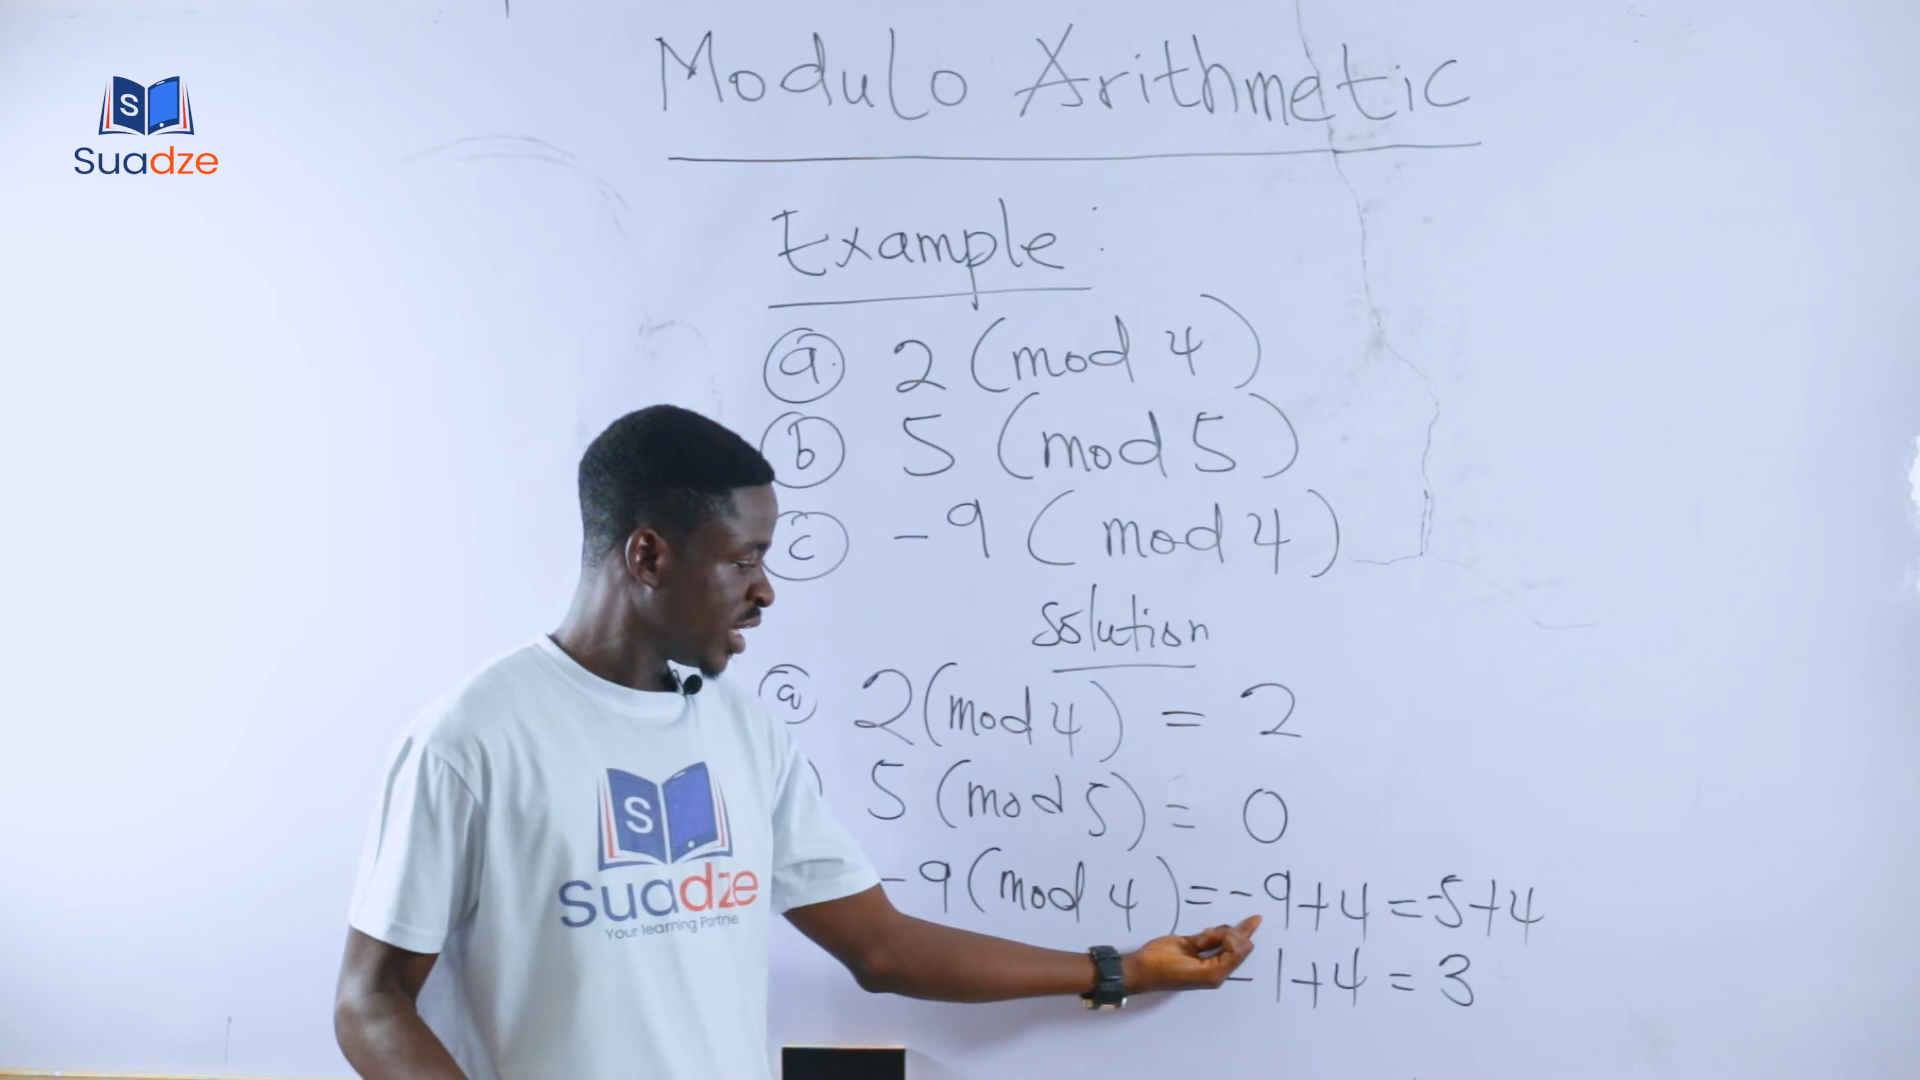 S
Suadze
Modulo Arithmetic
Example:
a 2 (mod 4)
b 5 (mod 5)
c -9 (mod 4)
Solution
a 2(mod 4) = 2
) 5 (mod 5) = 0
-9 (mod 4) = -9+4 = -5+4
-1+4 = 3
S
Suadze
Your learning Partne